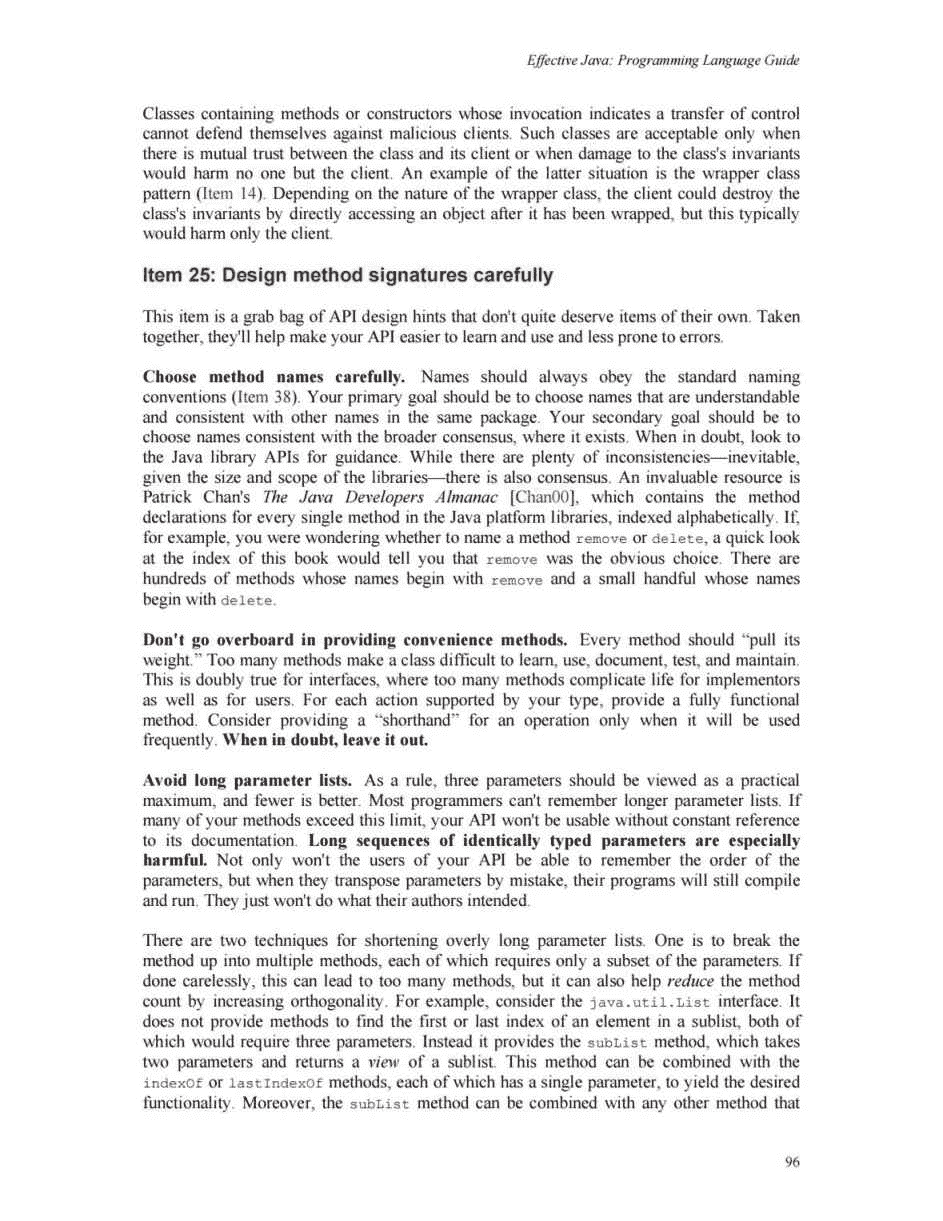 Effective Java: Programming Language Guide
Classes containing methods or constructors whose invocation indicates a transfer of control
cannot defend themselves against malicious clients. Such classes are acceptable only when
there is mutual trust between the class and its client or when damage to the class's invariants
would harm no one but the client. An example of the latter situation is the wrapper class
pattern (Item 14). Depending on the nature of the wrapper class, the client could destroy the
class's invariants by directly accessing an object after it has been wrapped, but this typically
would harm only the client.
Item 25: Design method signatures carefully
This item is a grab bag of API design hints that don't quite deserve items of their own. Taken
together, they'll help make your API easier to learn and use and less prone to errors.
Choose method names carefully. Names should always obey the standard naming
conventions (Item 38). Your primary goal should be to choose names that are understandable
and consistent with other names in the same package. Your secondary goal should be to
choose names consistent with the broader consensus, where it exists. When in doubt, look to
the Java library APIs for guidance. While there are plenty of inconsistencies—inevitable,
given the size and scope of the libraries—there is also consensus. An invaluable resource is
Patrick Chan's The Java Developers Almanac [Chan00], which contains the method
declarations for every single method in the Java platform libraries, indexed alphabetically. If,
for example, you were wondering whether to name a method remove or delete, a quick look
at the index of this book would tell you that remove was the obvious choice. There are
hundreds of methods whose names begin with remove and a small handful whose names
begin with delete.
Don't go overboard in providing convenience methods. Every method should “pull its
weight.” Too many methods make a class difficult to learn, use, document, test, and maintain.
This is doubly true for interfaces, where too many methods complicate life for implementors
as well as for users. For each action supported by your type, provide a fully functional
method. Consider providing a “shorthand” for an operation only when it will be used
frequently. When in doubt, leave it out.
Avoid long parameter lists. As a rule, three parameters should be viewed as a practical
maximum, and fewer is better. Most programmers can't remember longer parameter lists. If
many of your methods exceed this limit, your API won't be usable without constant reference
to its documentation. Long sequences of identically typed parameters are especially
harmful. Not only won't the users of your API be able to remember the order of the
parameters, but when they transpose parameters by mistake, their programs will still compile
and run. They just won't do what their authors intended.
There are two techniques for shortening overly long parameter lists. One is to break the
method up into multiple methods, each of which requires only a subset of the parameters. If
done carelessly, this can lead to too many methods, but it can also help reduce the method
count by increasing orthogonality. For example, consider the java.util.List interface. It
does not provide methods to find the first or last index of an element in a sublist, both of
which would require three parameters. Instead it provides the subList method, which takes
two parameters and returns a view of a sublist. This method can be combined with the
indexOf or lastIndexOf methods, each of which has a single parameter, to yield the desired
functionality. Moreover, the subList method can be combined with any other method that
96